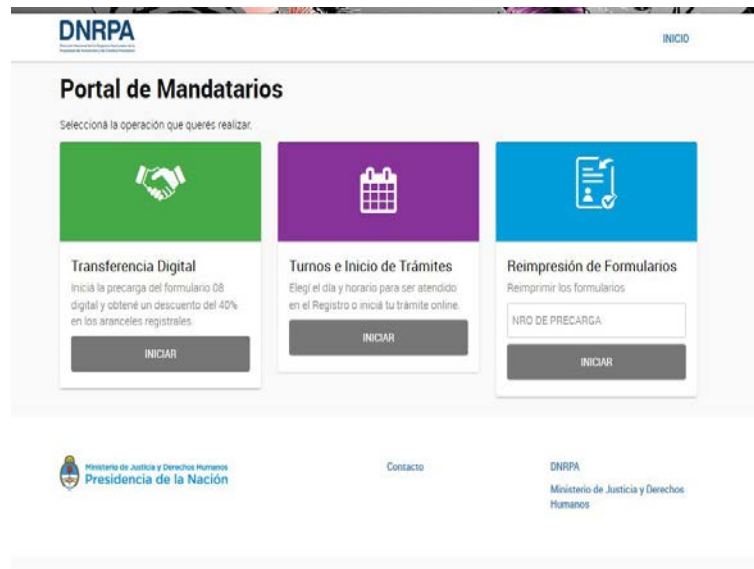 DNRPA
INICIO
Portal de Mandatarios
Seleccioná la operación que querés realizar.
Transferencia Digital
Iniciá la precarga del formulario 08
digital y obtené un descuento del 40%
en los aranceles registrales.
INICIAR
Turnos e Inicio de Trámites
Elegí el día y horario para ser atendido
en el Registro o iniciá tu trámite online.
INICIAR
Reimpresión de Formularios
Reimprimir los formularios
NRO DE PRECARGA
INICIAR
Ministerio de Justicia y Derechos Humanos
Presidencia de la Nación
Contacto
DNRPA
Ministerio de Justicia y Derechos
Humanos